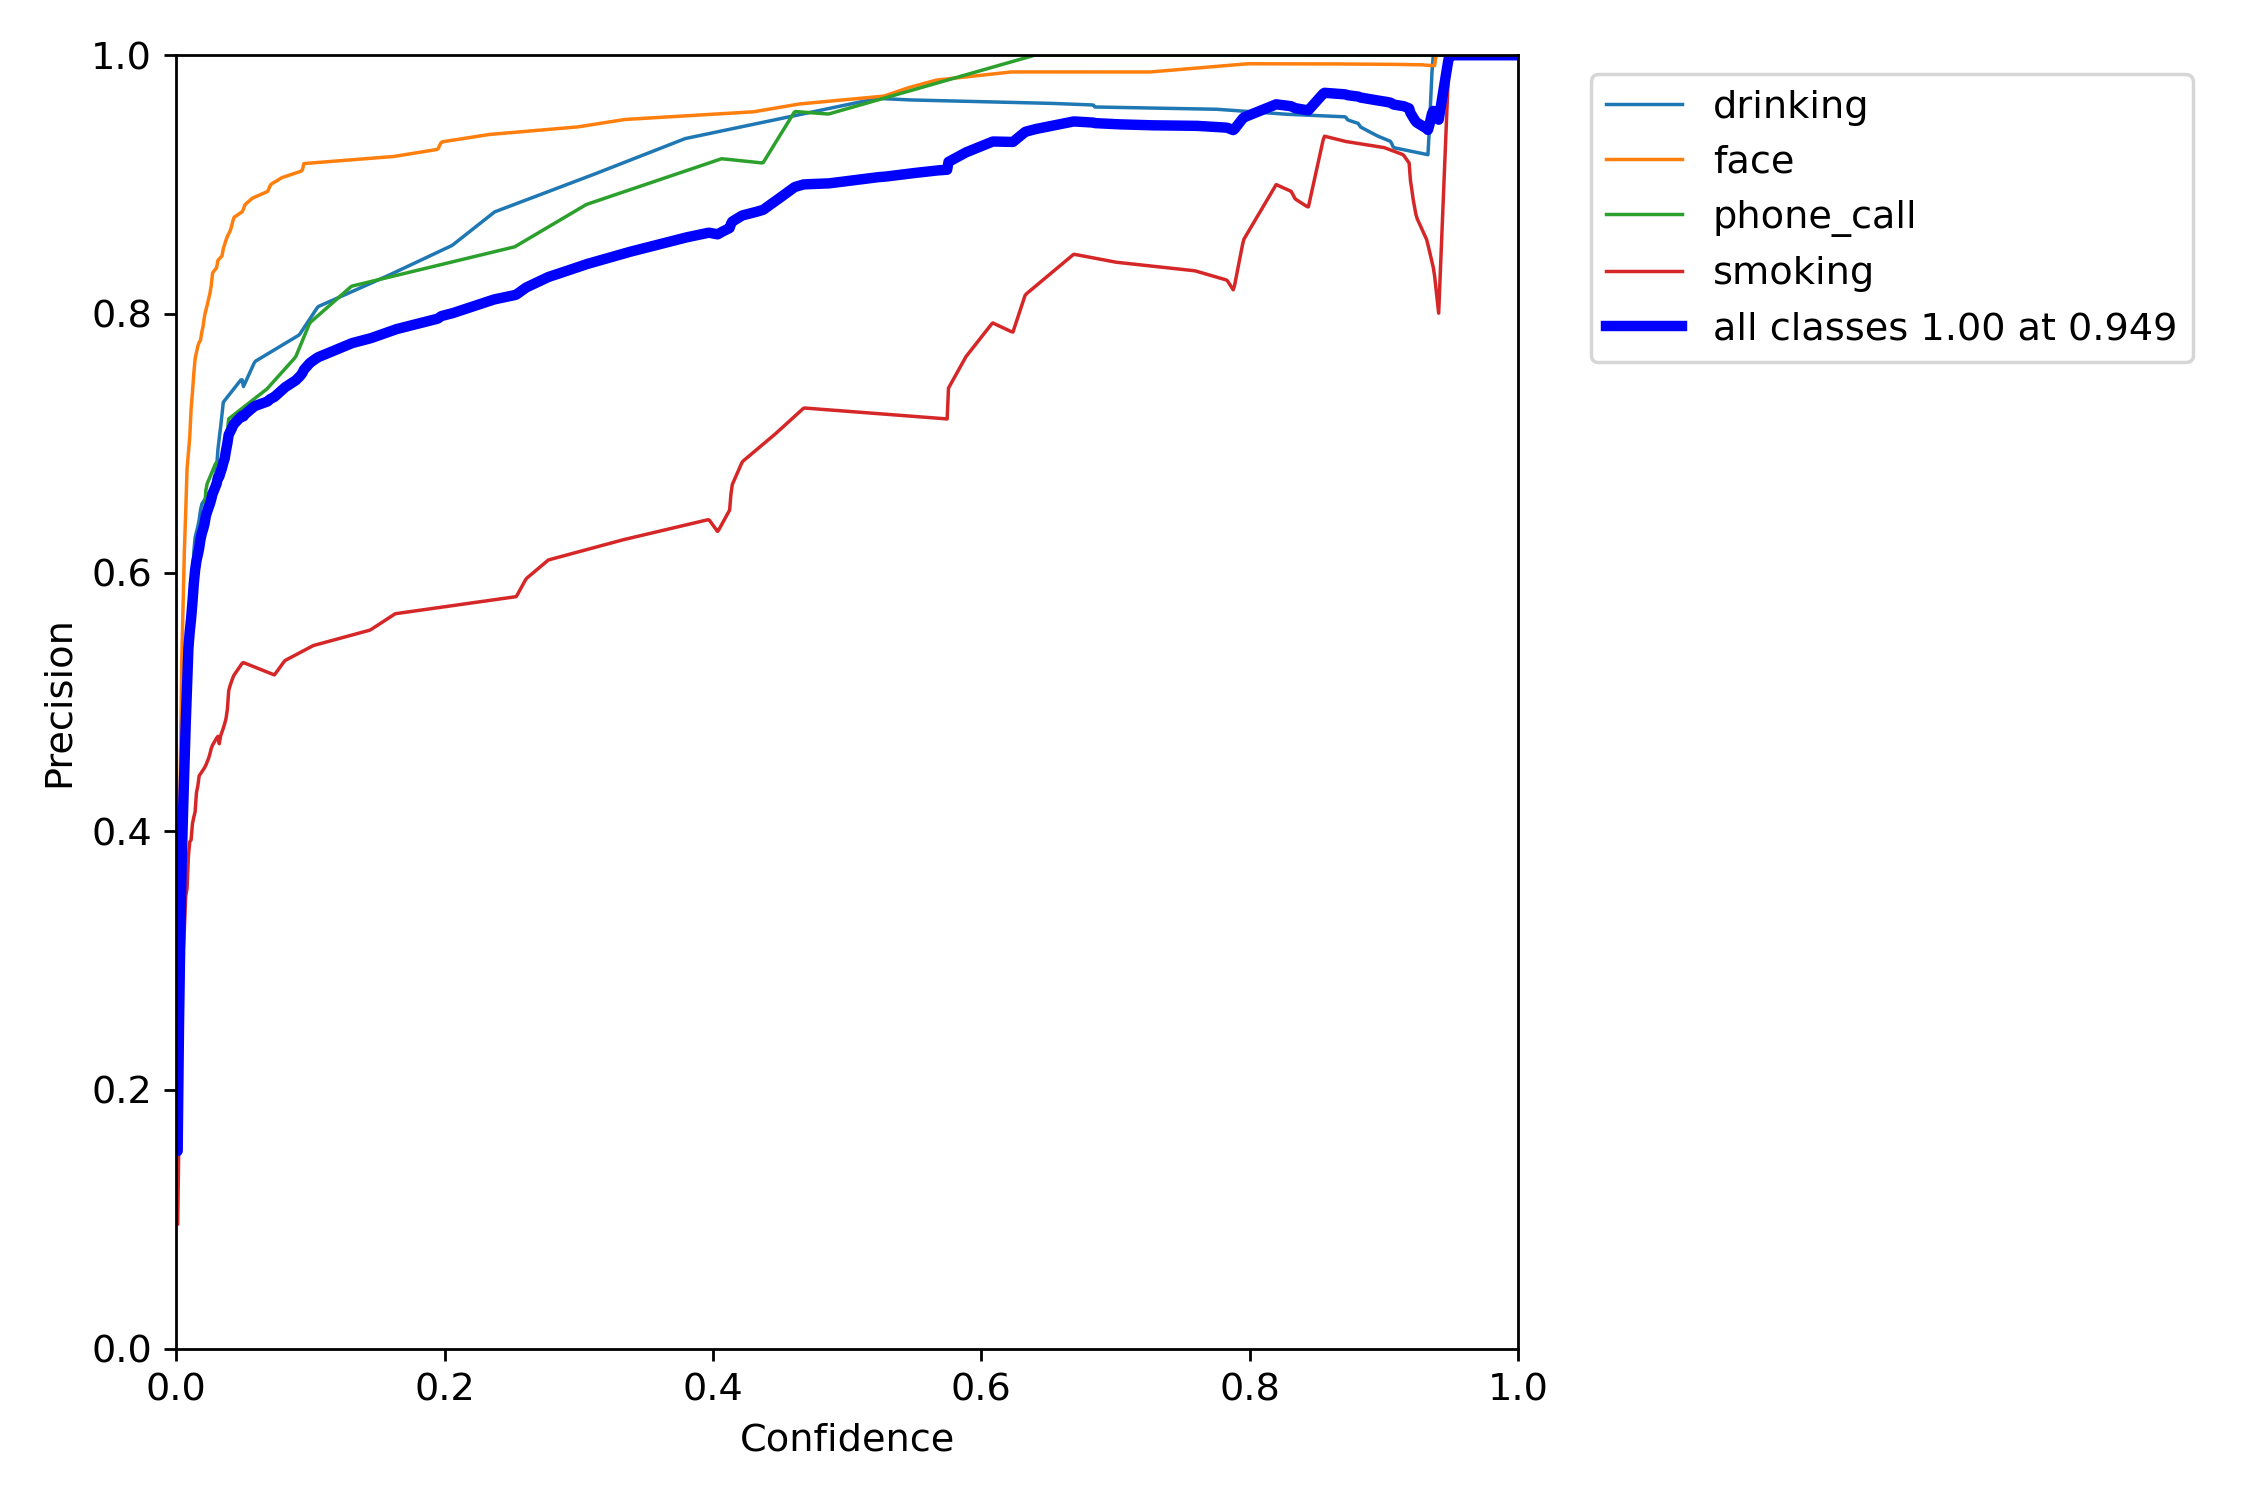 1.0
0.8
0.6
0.4
0.2
0.0
0.0 0.2 0.4 0.6 0.8 1.0
Precision
Confidence
drinking
face
phone_call
smoking
all classes 1.00 at 0.949